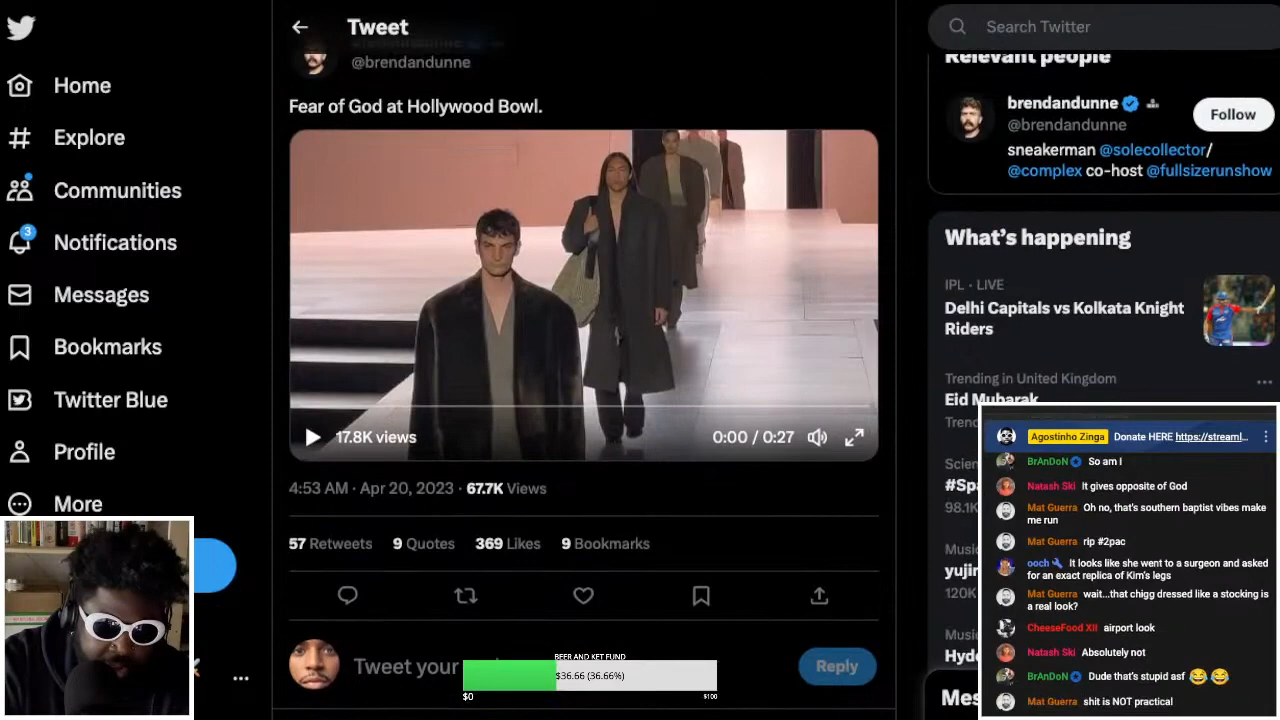 Home
Explore
Communities
3
Notifications
Messages
Bookmarks
Twitter Blue
Profile
More
Tweet
@brendandunne
Fear of God at Hollywood Bowl.
17.8K views
0:00 / 0:27
4:53 AM · Apr 20, 2023 · 67.7K Views
57 Retweets 9 Quotes 369 Likes 9 Bookmarks
Tweet your
Reply
BEER AND KET FUND
$36.66 (36.66%)
$0
$100
Search Twitter
Relevant people
brendandunne
@brendandunne
Follow
sneakerman @solecollector/
@complex co-host @fullsizerunshow
What's happening
IPL · LIVE
Delhi Capitals vs Kolkata Knight
Riders
Trending in United Kingdom
Eid Mubarak
98.1K
120K
Agostinho Zinga Donate HERE https://streaml...
BrAnDoN So am I
Natash Ski It gives opposite of God
Mat Guerra Oh no, that's southern baptist vibes make
me run
Mat Guerra rip #2pac
ooch It looks like she went to a surgeon and asked
for an exact replica of Kim's legs
Mat Guerra wait...that chigg dressed like a stocking is
a real look?
CheeseFood XII airport look
Natash Ski Absolutely not
BrAnDoN Dude that's stupid asf 😂 😂
Mat Guerra shit is NOT practical